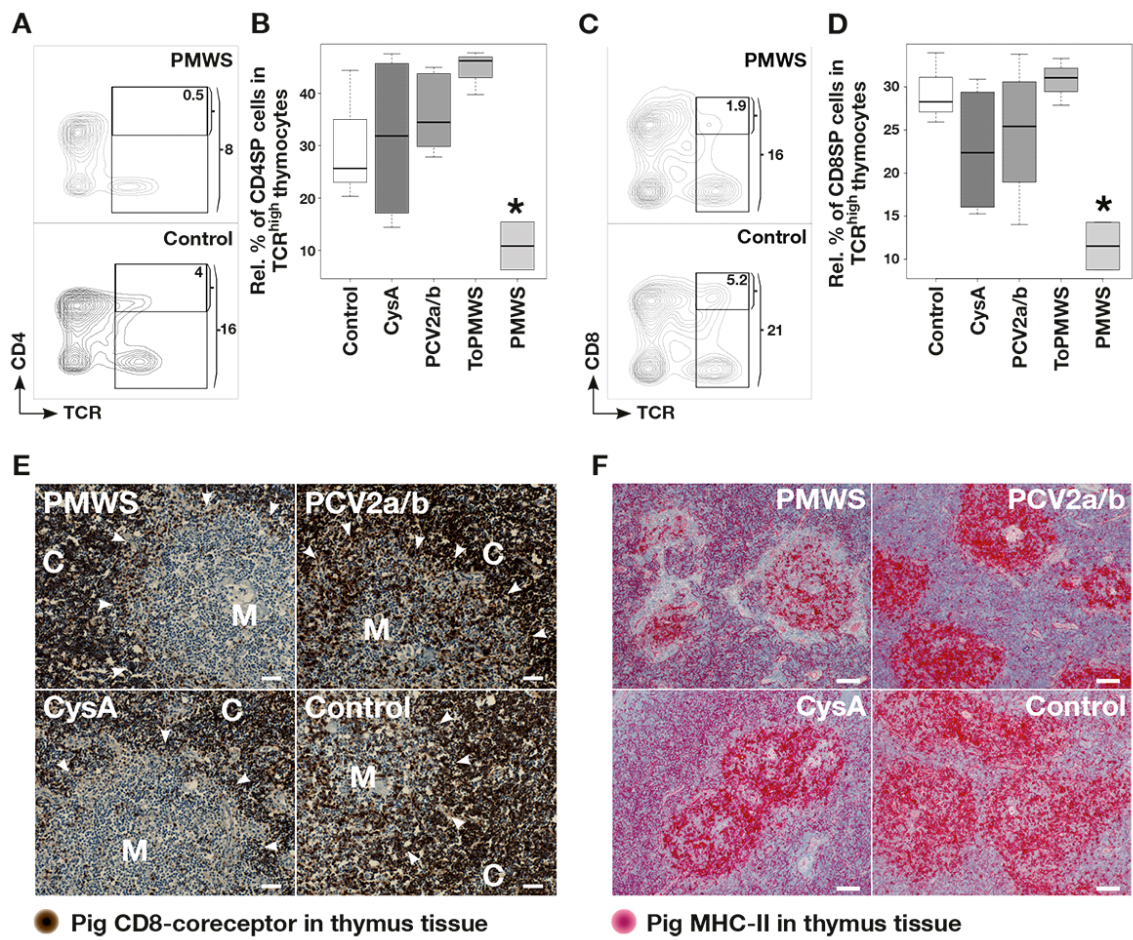 A
PMWS
0.5
8
Control
4
16
CD4
TCR
B
Rel. % of CD4SP cells in
TCRhigh thymocytes
40
30
20
10
*
Control
CysA
PCV2a/b
ToPMWS
PMWS
C
PMWS
1.9
16
Control
5.2
21
CD8
TCR
D
Rel. % of CD8SP cells in
TCRhigh thymocytes
30
25
20
15
10
*
Control
CysA
PCV2a/b
ToPMWS
PMWS
E
PMWS
C
M
PCV2a/b
C
M
CysA
C
M
Control
M
C
Pig CD8-coreceptor in thymus tissue
F
PMWS
PCV2a/b
CysA
Control
Pig MHC-II in thymus tissue